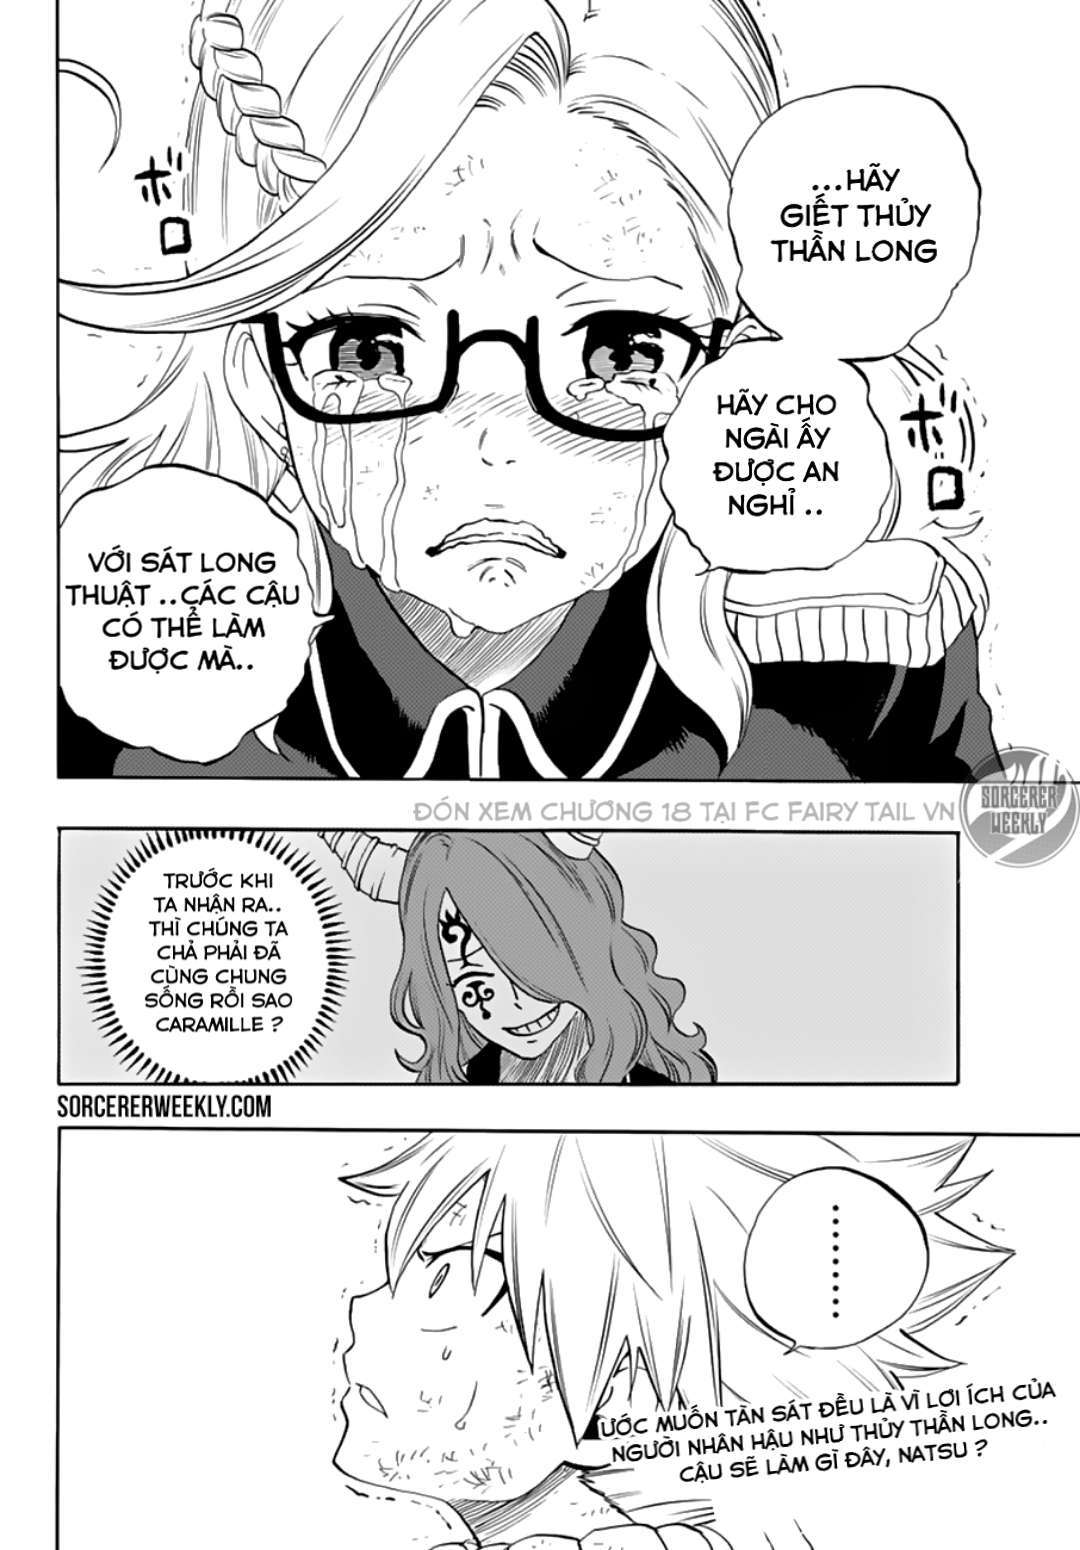 ...HÃY
GIẾT THỦY
THẦN LONG
ボロ
HÃY CHO
NGÀI ẤY
ĐƯỢC AN
NGHỈ ..
ボロ
VỚI SÁT LONG
THUẬT ..CÁC CẬU
CÓ THỂ LÀM
ĐƯỢC MÀ..
ĐÓN XEM CHƯƠNG 18 TẠI FC FAIRY TAIL VN
SORCERER
WEEKLY
TRƯỚC KHI
TA NHẬN RA..
THÌ CHÚNG TA
CHẢ PHẢI ĐÃ
CÙNG CHUNG
SỐNG RỒI SAO
CARAMILLE ?
SORCERERWEEKLY.COM
........
ƯỚC MUỐN TÀN SÁT ĐỀU LÀ VÌ LỢI ÍCH CỦA
NGƯỜI NHÂN HẬU NHƯ THỦY THẦN LONG..
CẬU SẼ LÀM GÌ ĐÂY, NATSU ?